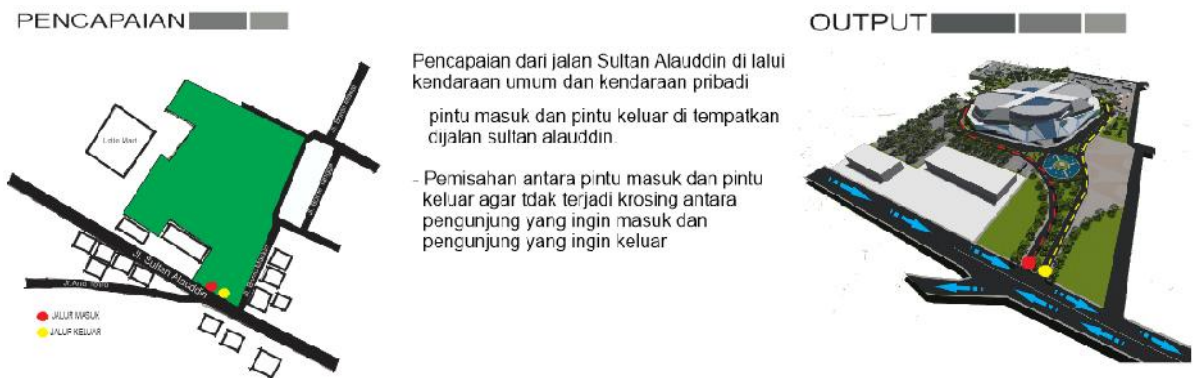 PENCAPAIAN
Jl. Sultan Alauddin
JALUR MASUK
JALUR KELUAR
Pencapaian dari jalan Sultan Alauddin di lalui
kendaraan umum dan kendaraan pribadi
pintu masuk dan pintu keluar di tempatkan
dijalan sultan alauddin.
- Pemisahan antara pintu masuk dan pintu
keluar agar tdak terjadi krosing antara
pengunjung yang ingin masuk dan
pengunjung yang ingin keluar
OUTPUT